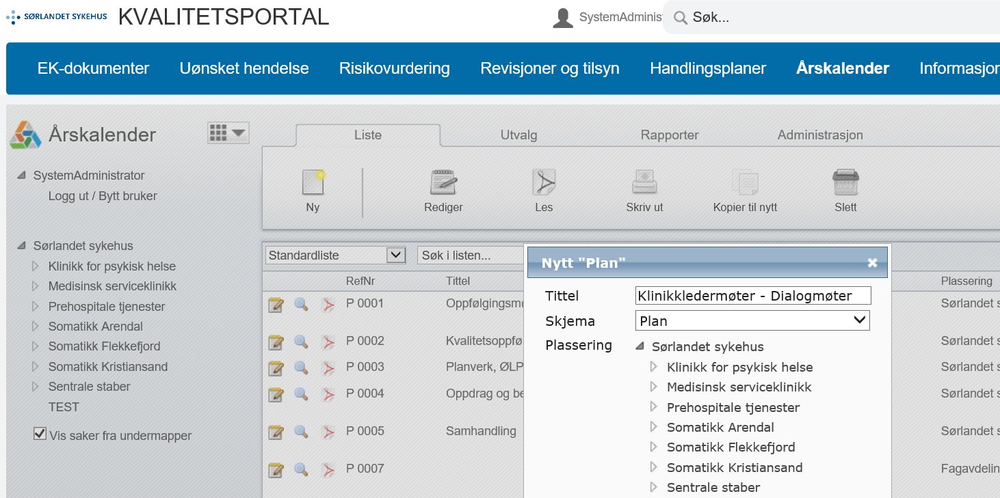 SØRLANDET SYKEHUS KVALITETSPORTAL
SystemAdminis Søk...
EK-dokumenter Uønsket hendelse Risikovurdering Revisjoner og tilsyn Handlingsplaner Årskalender Informasjon
Årskalender
Liste Utvalg Rapporter Administrasjon
SystemAdministrator
Logg ut / Bytt bruker
Ny Rediger Les Skriv ut Kopier til nytt Slett
Sørlandet sykehus
Klinikk for psykisk helse
Medisinsk serviceklinikk
Prehospitale tjenester
Somatikk Arendal
Somatikk Flekkefjord
Somatikk Kristiansand
Sentrale staber
TEST
Vis saker fra undermapper
Standardliste Søk i listen...
RefNr Tittel Plassering
P 0001 Oppfølgingsm Sørlandet s
P 0002 Kvalitetsoppfø Sørlandet s
P 0003 Planverk, ØLP Sørlandet s
P 0004 Oppdrag og be Sørlandet s
P 0005 Samhandling Sørlandet s
P 0007 Fagavdelin
Nytt "Plan"
Tittel Klinikkledermøter - Dialogmøter
Skjema Plan
Plassering Sørlandet sykehus
Klinikk for psykisk helse
Medisinsk serviceklinikk
Prehospitale tjenester
Somatikk Arendal
Somatikk Flekkefjord
Somatikk Kristiansand
Sentrale staber